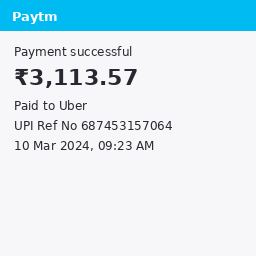 Paytm
Payment successful
₹3,113.57
Paid to Uber
UPI Ref No 687453157064
10 Mar 2024, 09:23 AM